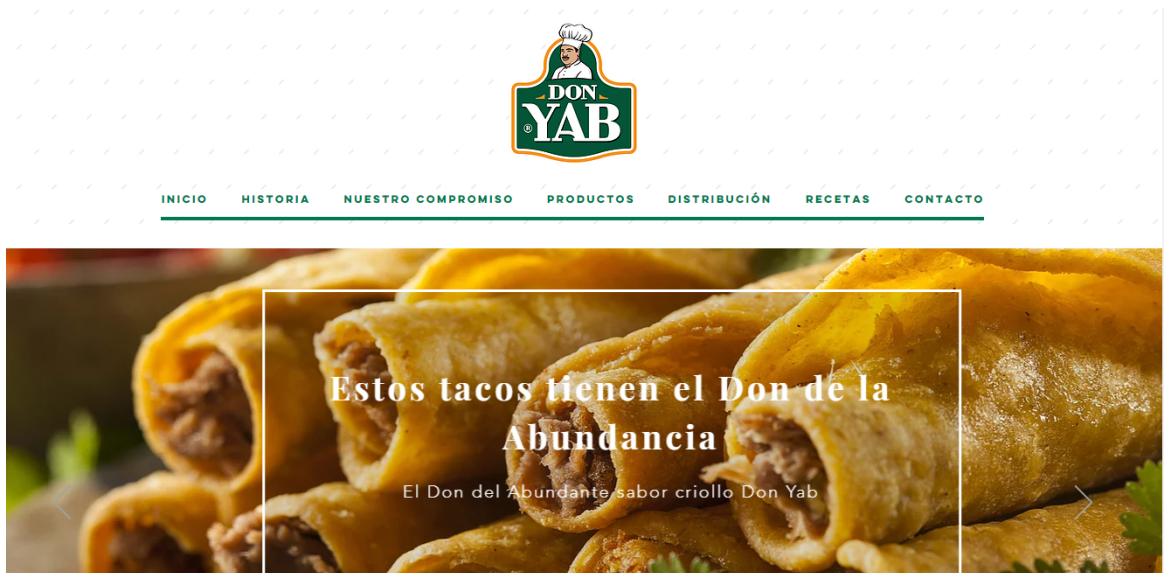 DON
YAB
®
INICIO HISTORIA NUESTRO COMPROMISO PRODUCTOS DISTRIBUCIÓN RECETAS CONTACTO
Estos tacos tienen el Don de la
Abundancia
El Don del Abundante sabor criollo Don Yab